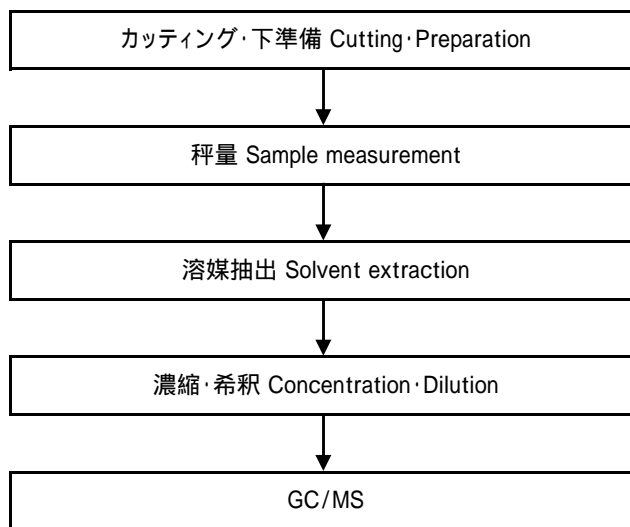 カッティング・下準備 Cutting・Preparation
秤量 Sample measurement
溶媒抽出 Solvent extraction
濃縮・希釈 Concentration・Dilution
GC/MS